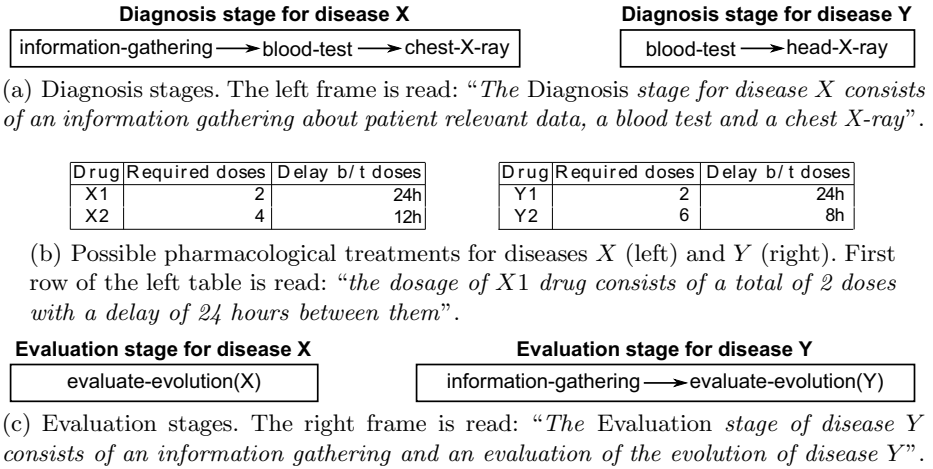 Diagnosis stage for disease X Diagnosis stage for disease Y
information-gathering → blood-test → chest-X-ray blood-test → head-X-ray
(a) Diagnosis stages. The left frame is read: “The Diagnosis stage for disease X consists
of an information gathering about patient relevant data, a blood test and a chest X-ray”.
Drug Required doses Delay b/t doses Drug Required doses Delay b/t doses
X1 2 24h Y1 2 24h
X2 4 12h Y2 6 8h
(b) Possible pharmacological treatments for diseases X (left) and Y (right). First
row of the left table is read: “the dosage of X1 drug consists of a total of 2 doses
with a delay of 24 hours between them”.
Evaluation stage for disease X Evaluation stage for disease Y
evaluate-evolution(X) information-gathering → evaluate-evolution(Y)
(c) Evaluation stages. The right frame is read: “The Evaluation stage of disease Y
consists of an information gathering and an evaluation of the evolution of disease Y”.